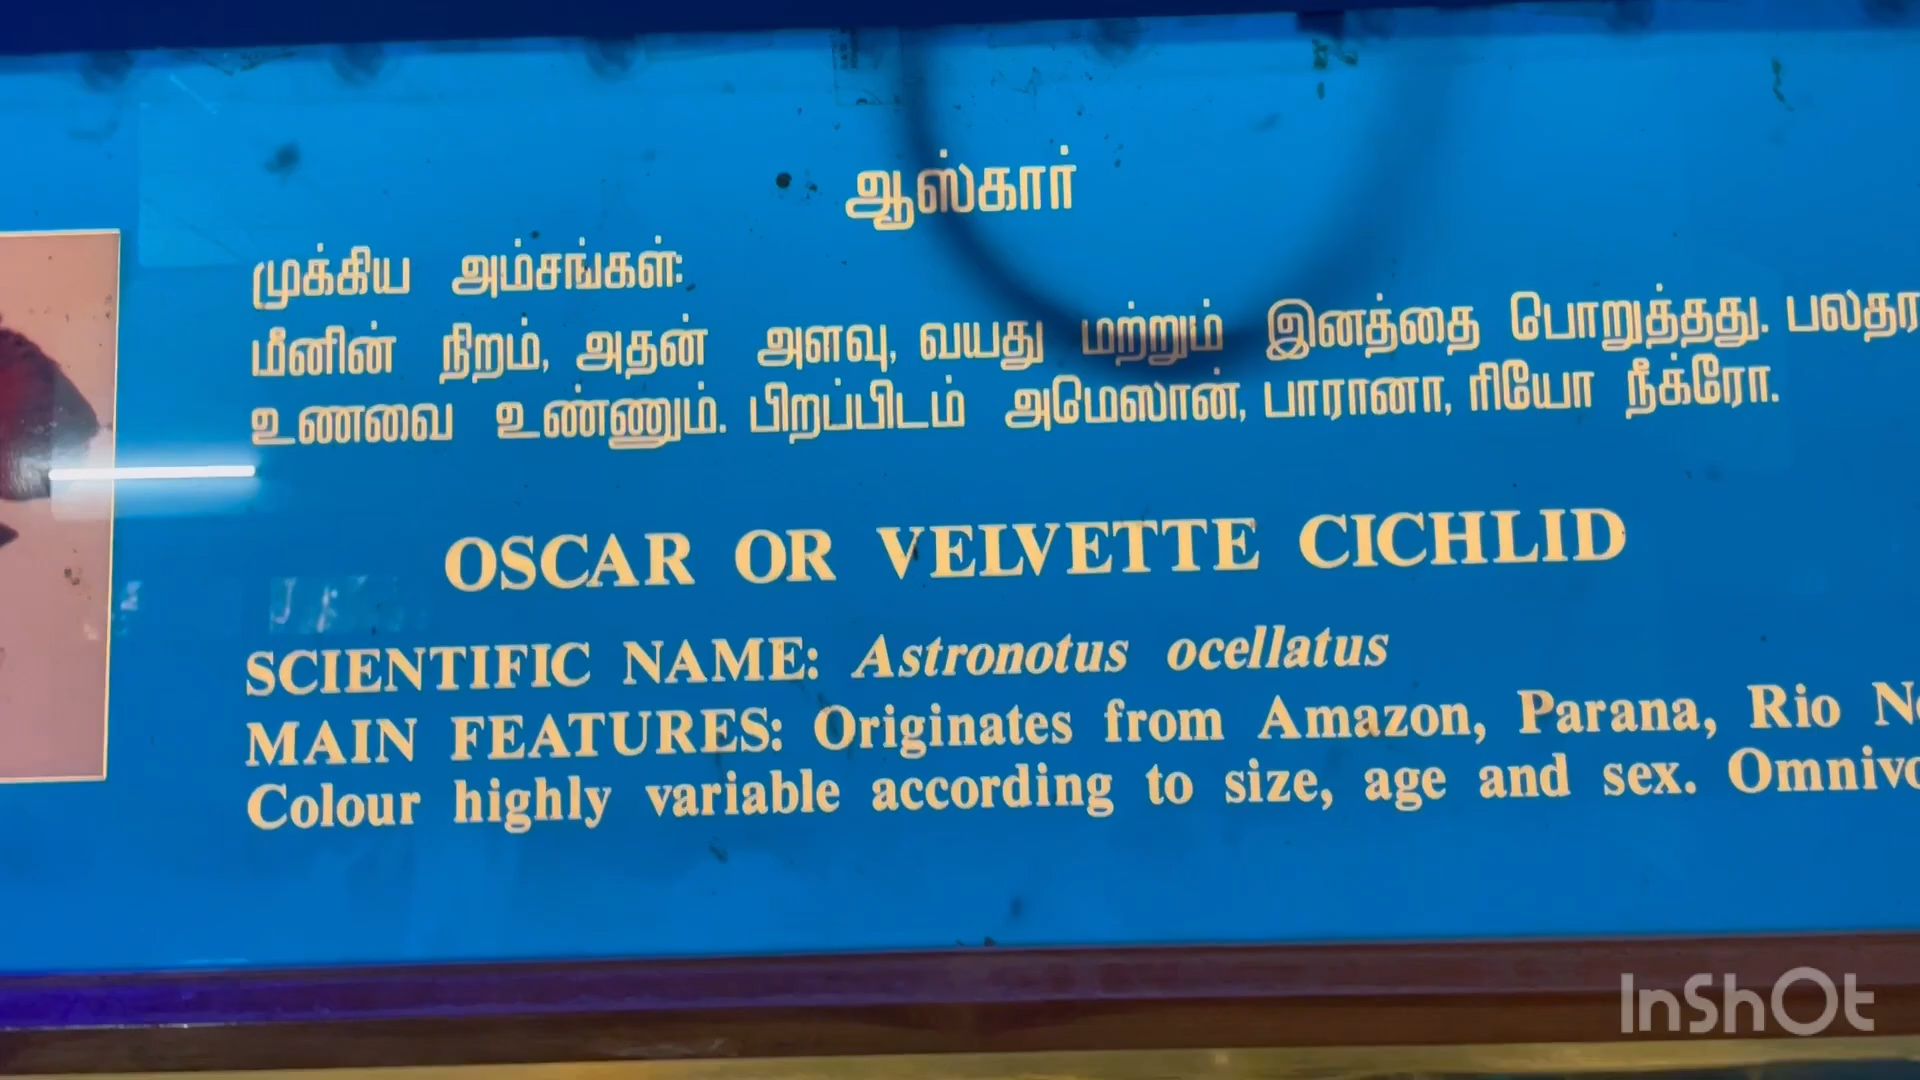 ஆஸ்கார்
முக்கிய அம்சங்கள்:
மீனின் நிறம், அதன் அளவு, வயது மற்றும் இனத்தை பொறுத்தது.
உணவை உண்ணும். பிறப்பிடம் அமேஸான், பாரானா, ரியோ நீக்ரோ.
OSCAR OR VELVETTE CICHLID
SCIENTIFIC NAME: Astronotus ocellatus
MAIN FEATURES: Originates from Amazon, Parana, Rio
Colour highly variable according to size, age and sex.
InShOt